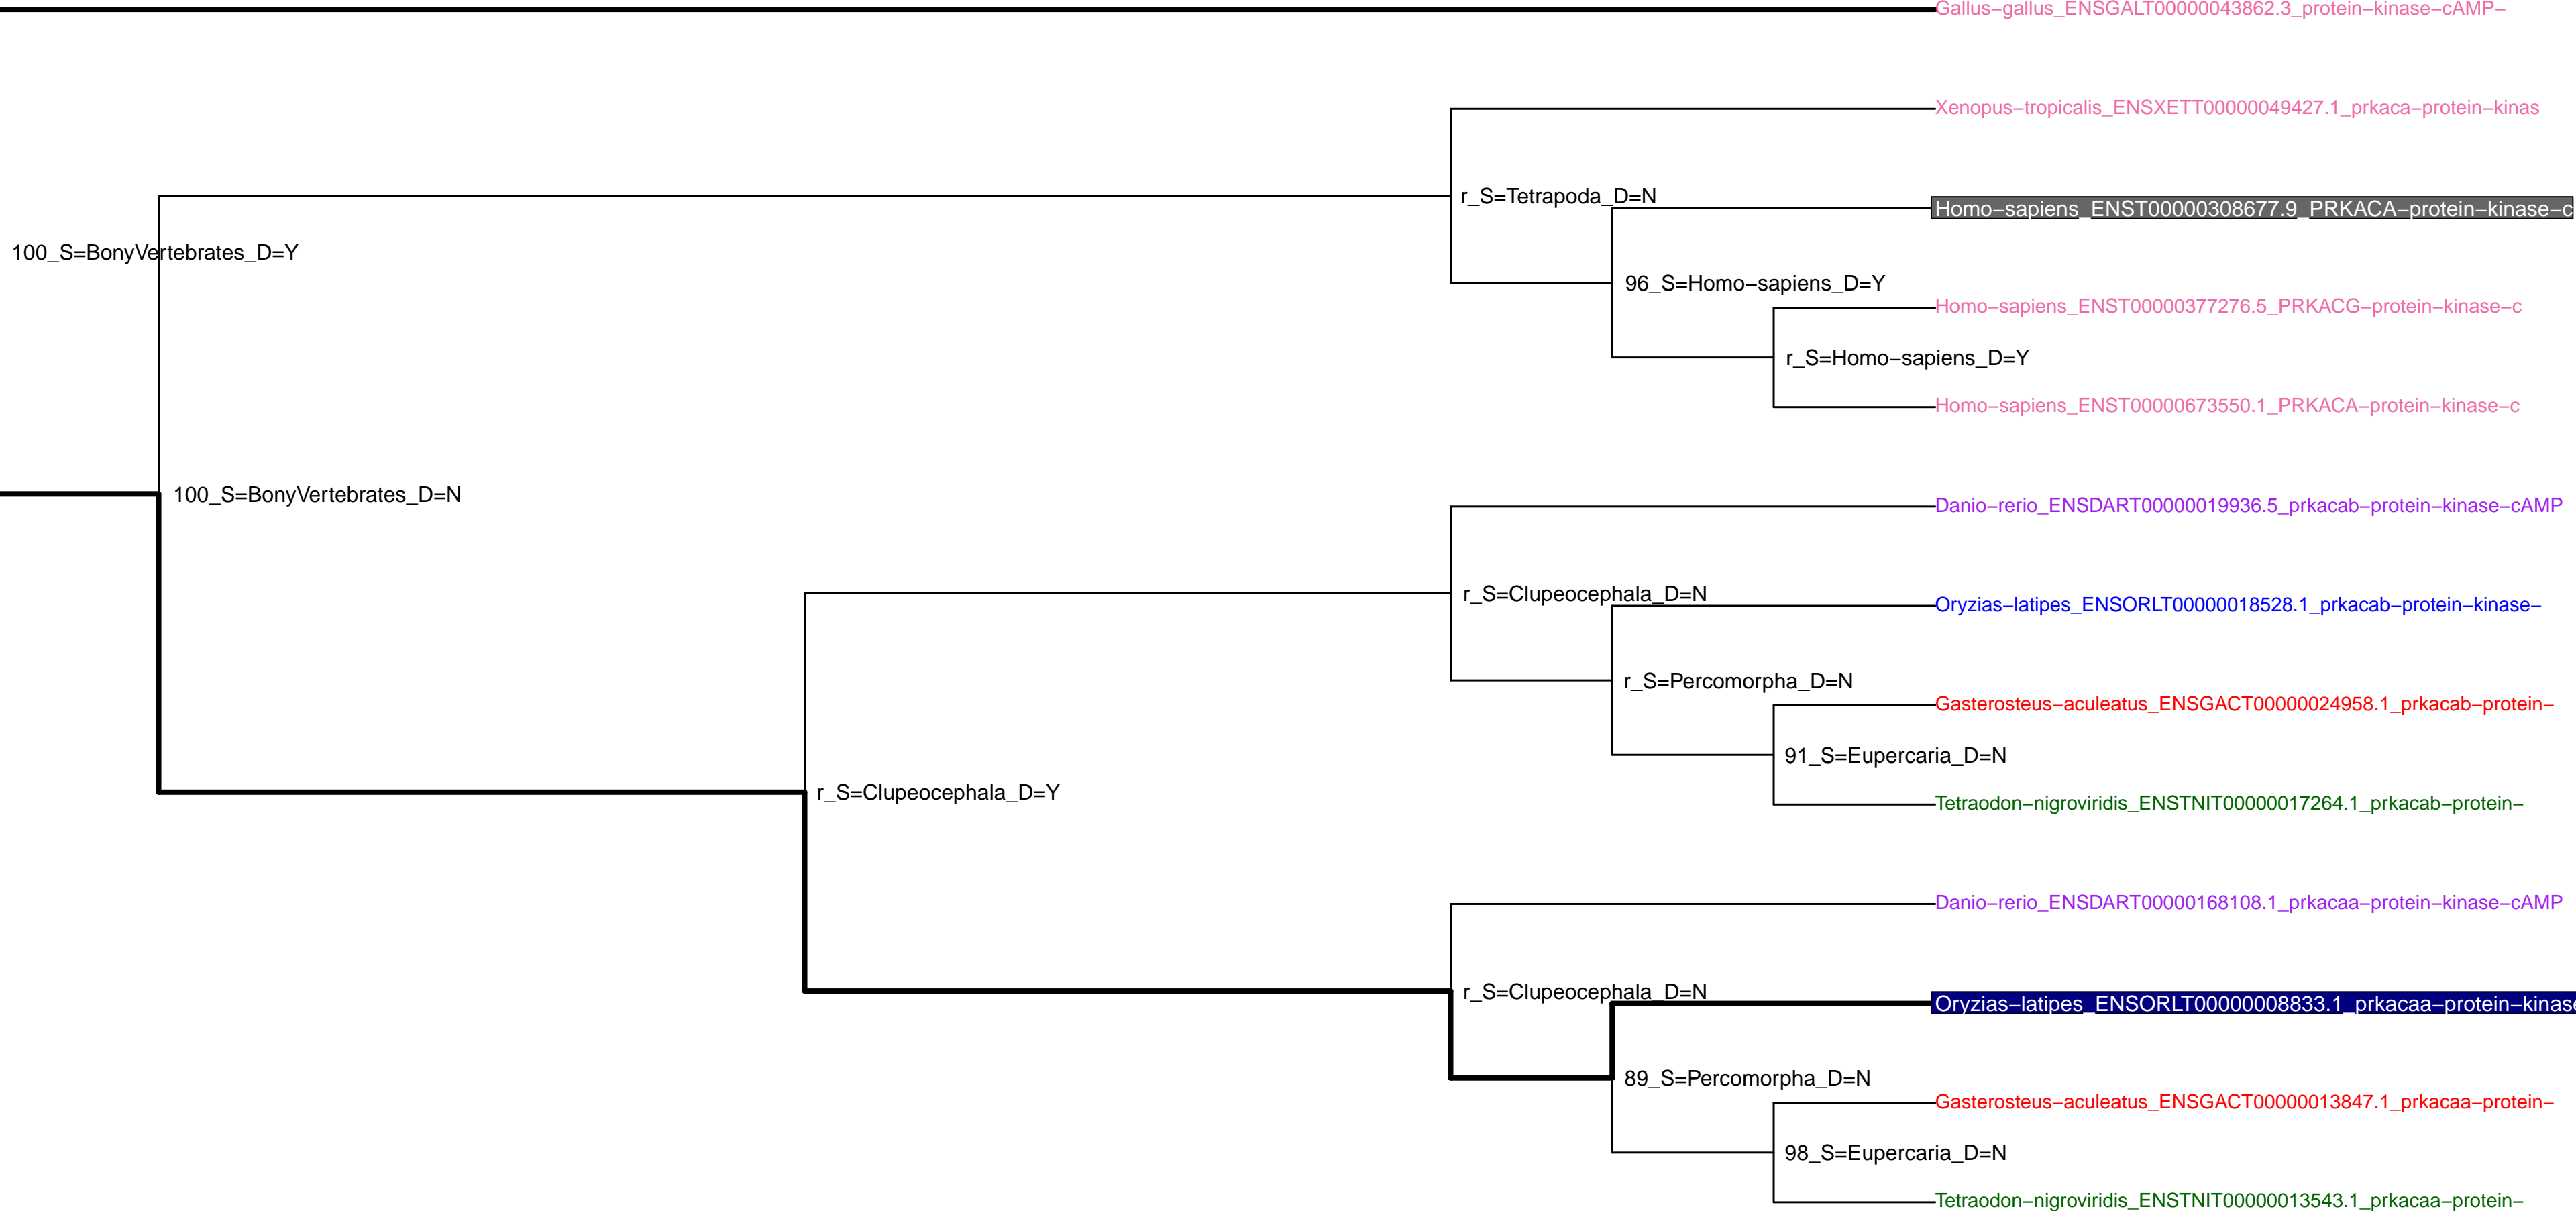 Gallus−gallus_ENSGALT00000043862.3_protein−kinase−cAMP−
Xenopus−tropicalis_ENSXETT00000049427.1_prkaca−protein−kinas
r_S=Tetrapoda_D=N
Homo−sapiens_ENST00000308677.9_PRKACA−protein−kinase−c
100_S=BonyVertebrates_D=Y
96_S=Homo−sapiens_D=Y
Homo−sapiens_ENST00000377276.5_PRKACG−protein−kinase−c
r_S=Homo−sapiens_D=Y
Homo−sapiens_ENST00000673550.1_PRKACA−protein−kinase−c
100_S=BonyVertebrates_D=N
Danio−rerio_ENSDART00000019936.5_prkacab−protein−kinase−cAMP
r_S=Clupeocephala_D=N
Oryzias−latipes_ENSORLT00000018528.1_prkacab−protein−kinase−
r_S=Percomorpha_D=N
Gasterosteus−aculeatus_ENSGACT00000024958.1_prkacab−protein−
91_S=Eupercaria_D=N
r_S=Clupeocephala_D=Y
Tetraodon−nigroviridis_ENSTNIT00000017264.1_prkacab−protein−
Danio−rerio_ENSDART00000168108.1_prkacaa−protein−kinase−cAMP
r_S=Clupeocephala_D=N
Oryzias−latipes_ENSORLT00000008833.1_prkacaa−protein−kinase
89_S=Percomorpha_D=N
Gasterosteus−aculeatus_ENSGACT00000013847.1_prkacaa−protein−
98_S=Eupercaria_D=N
Tetraodon−nigroviridis_ENSTNIT00000013543.1_prkacaa−protein−